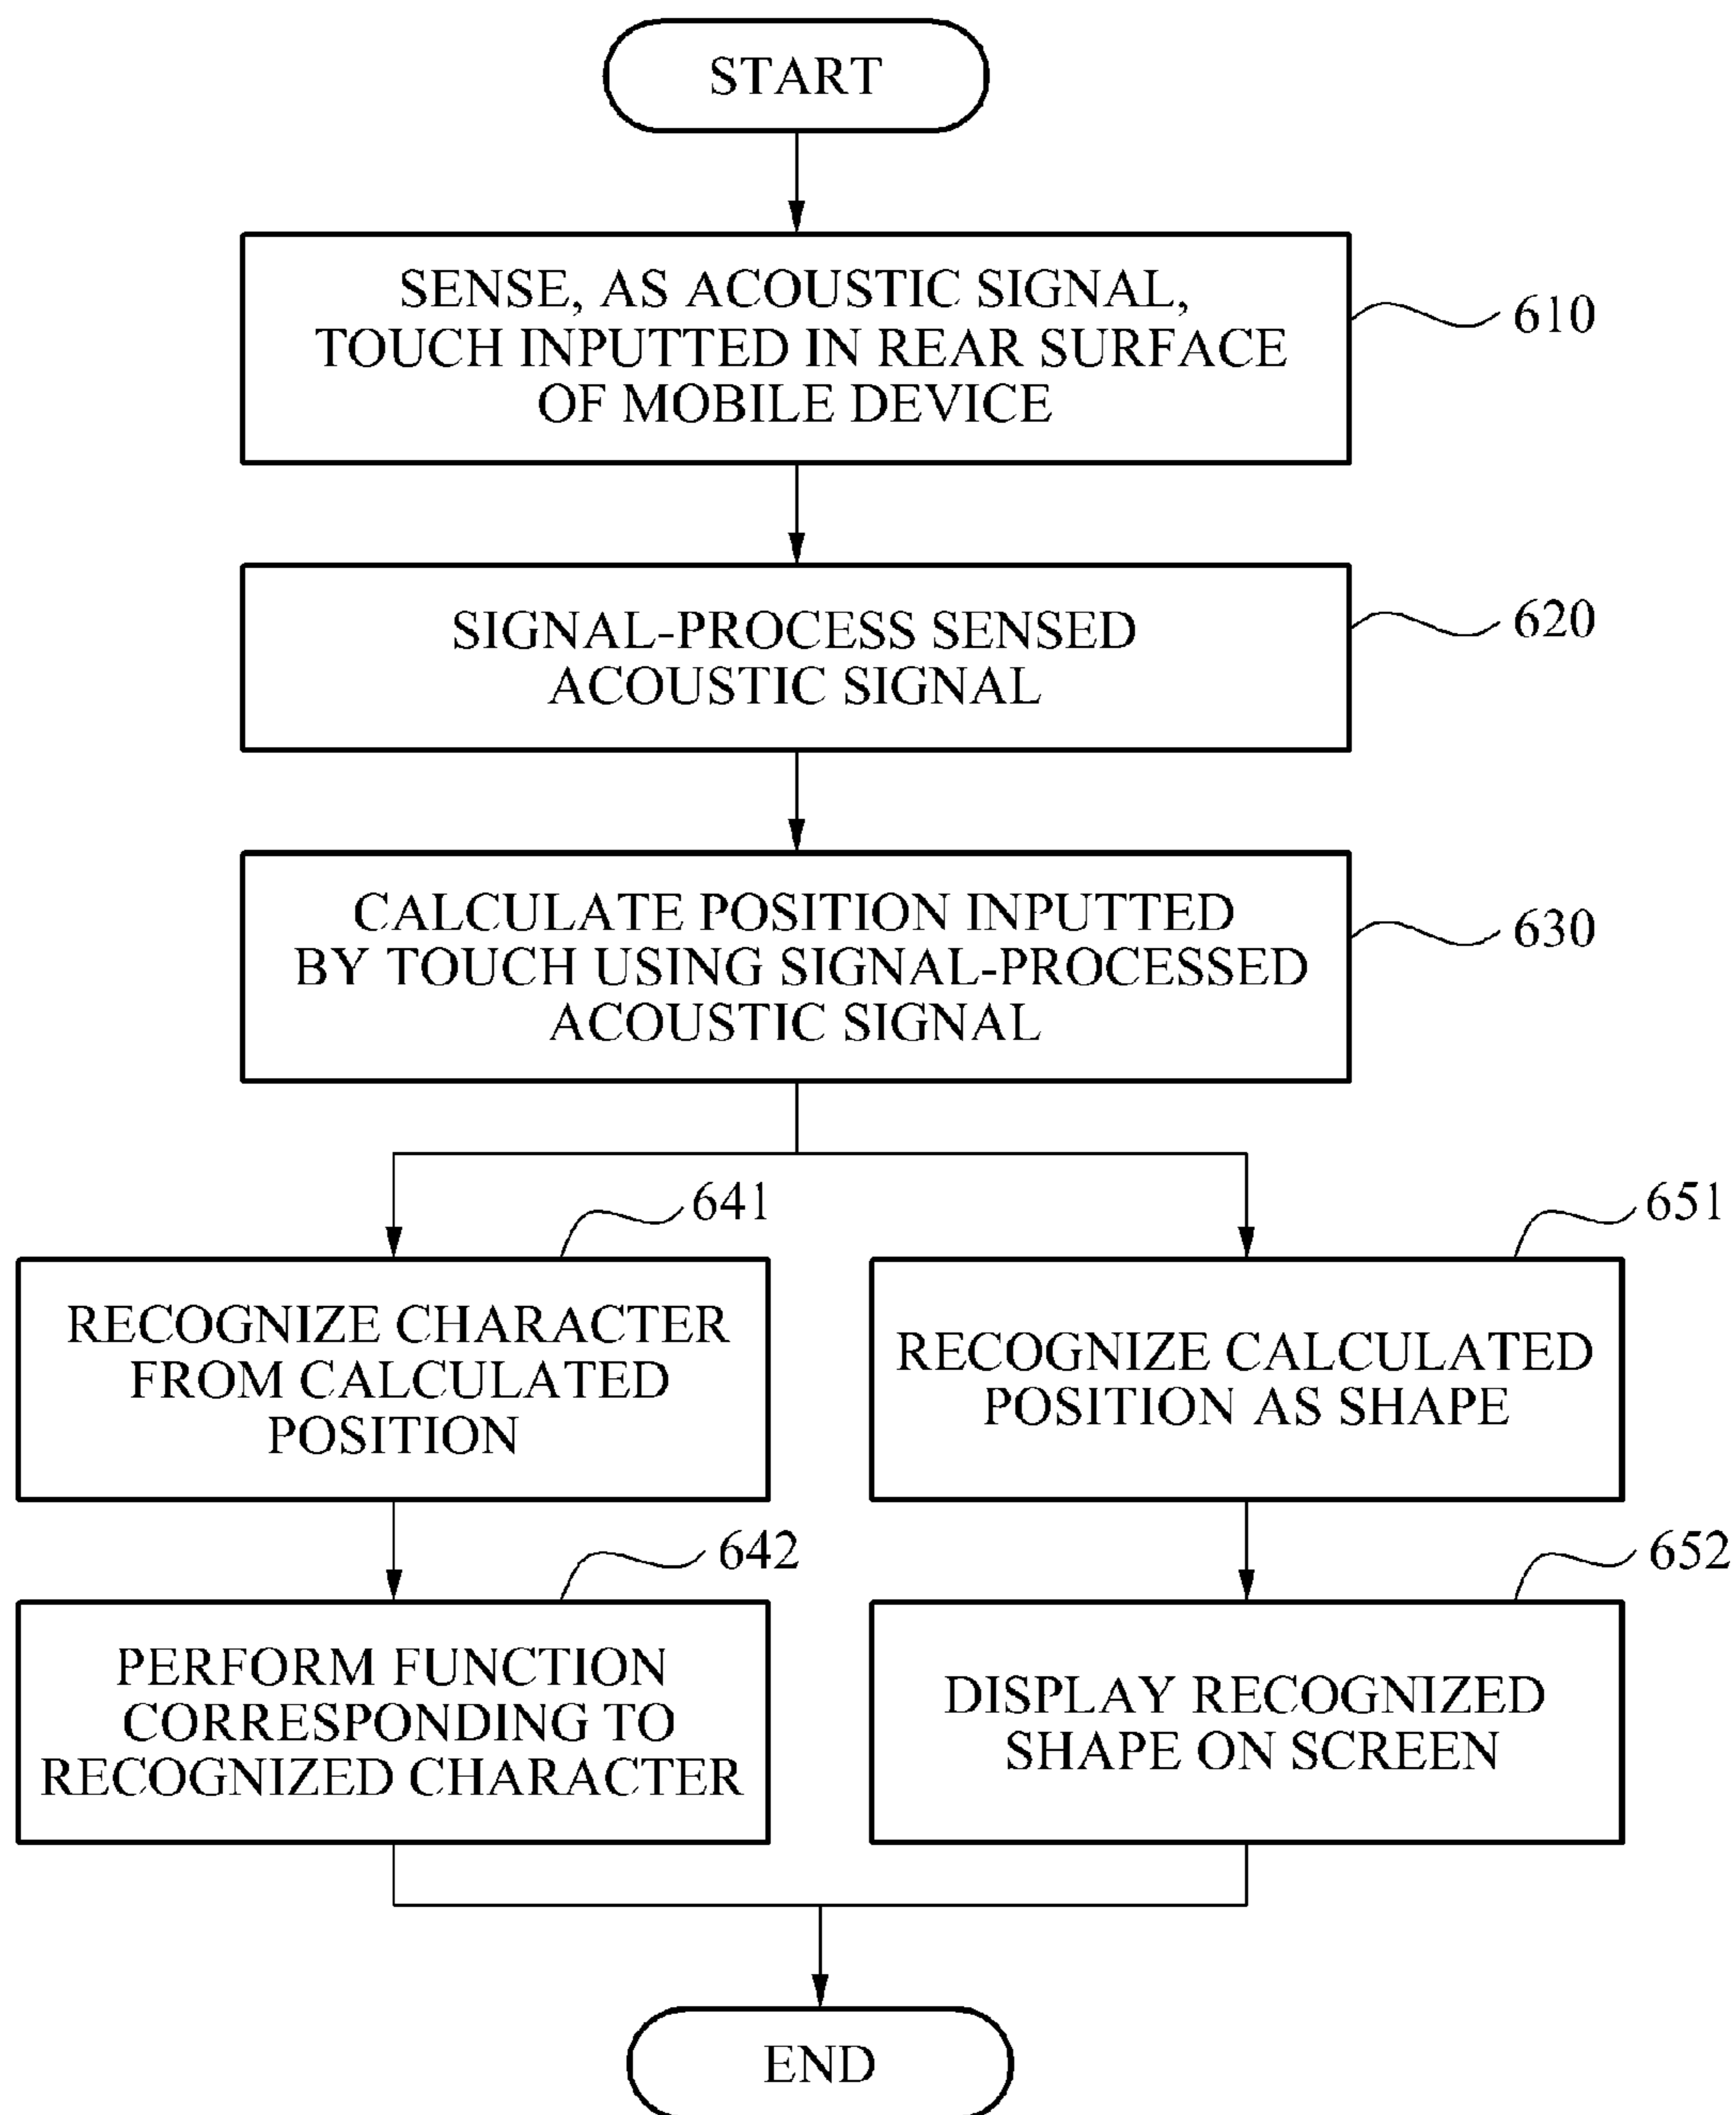 START
SENSE, AS ACOUSTIC SIGNAL,
TOUCH INPUTTED IN REAR SURFACE
OF MOBILE DEVICE
610
SIGNAL-PROCESS SENSED
ACOUSTIC SIGNAL
620
CALCULATE POSITION INPUTTED
BY TOUCH USING SIGNAL-PROCESSED
ACOUSTIC SIGNAL
630
641
RECOGNIZE CHARACTER
FROM CALCULATED
POSITION
651
RECOGNIZE CALCULATED
POSITION AS SHAPE
642
PERFORM FUNCTION
CORRESPONDING TO
RECOGNIZED CHARACTER
652
DISPLAY RECOGNIZED
SHAPE ON SCREEN
END